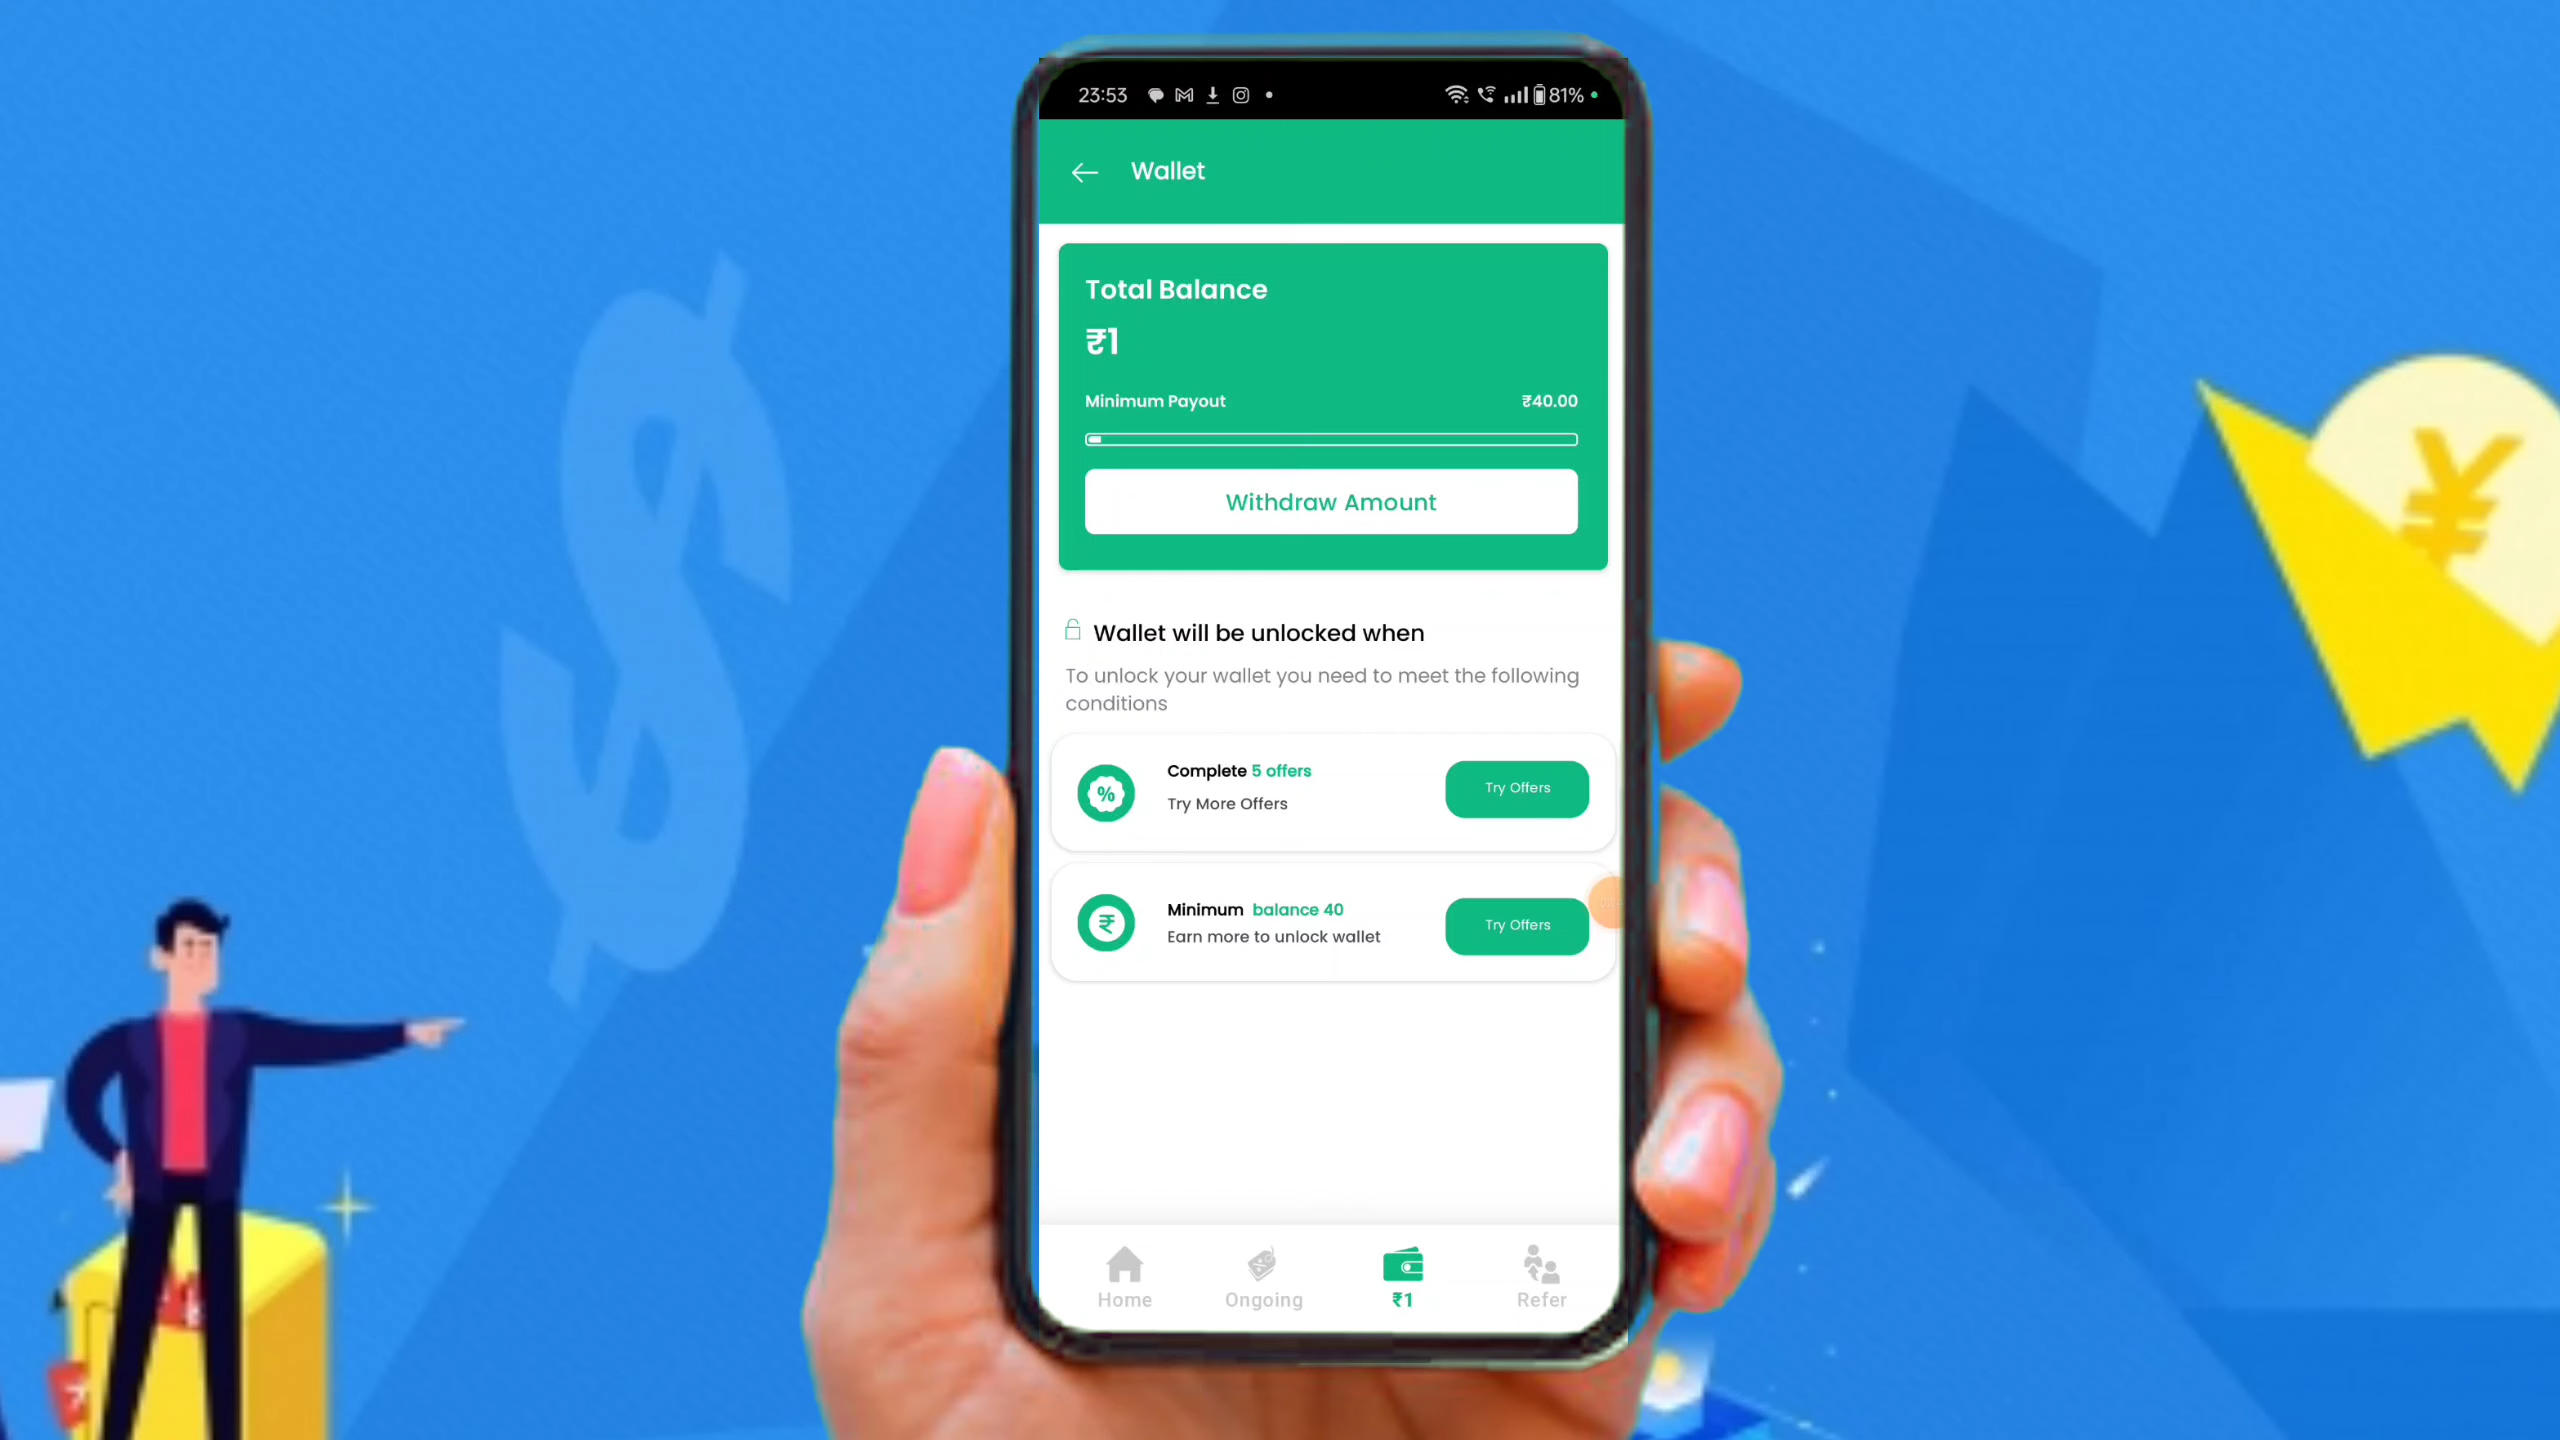 23:53
81%
Wallet
Total Balance
₹1
Minimum Payout
₹40.00
Withdraw Amount
Wallet will be unlocked when
To unlock your wallet you need to meet the following
conditions
Complete 5 offers
Try More Offers
Try Offers
Minimum balance 40
Earn more to unlock wallet
Try Offers
Home
Ongoing
₹1
Refer